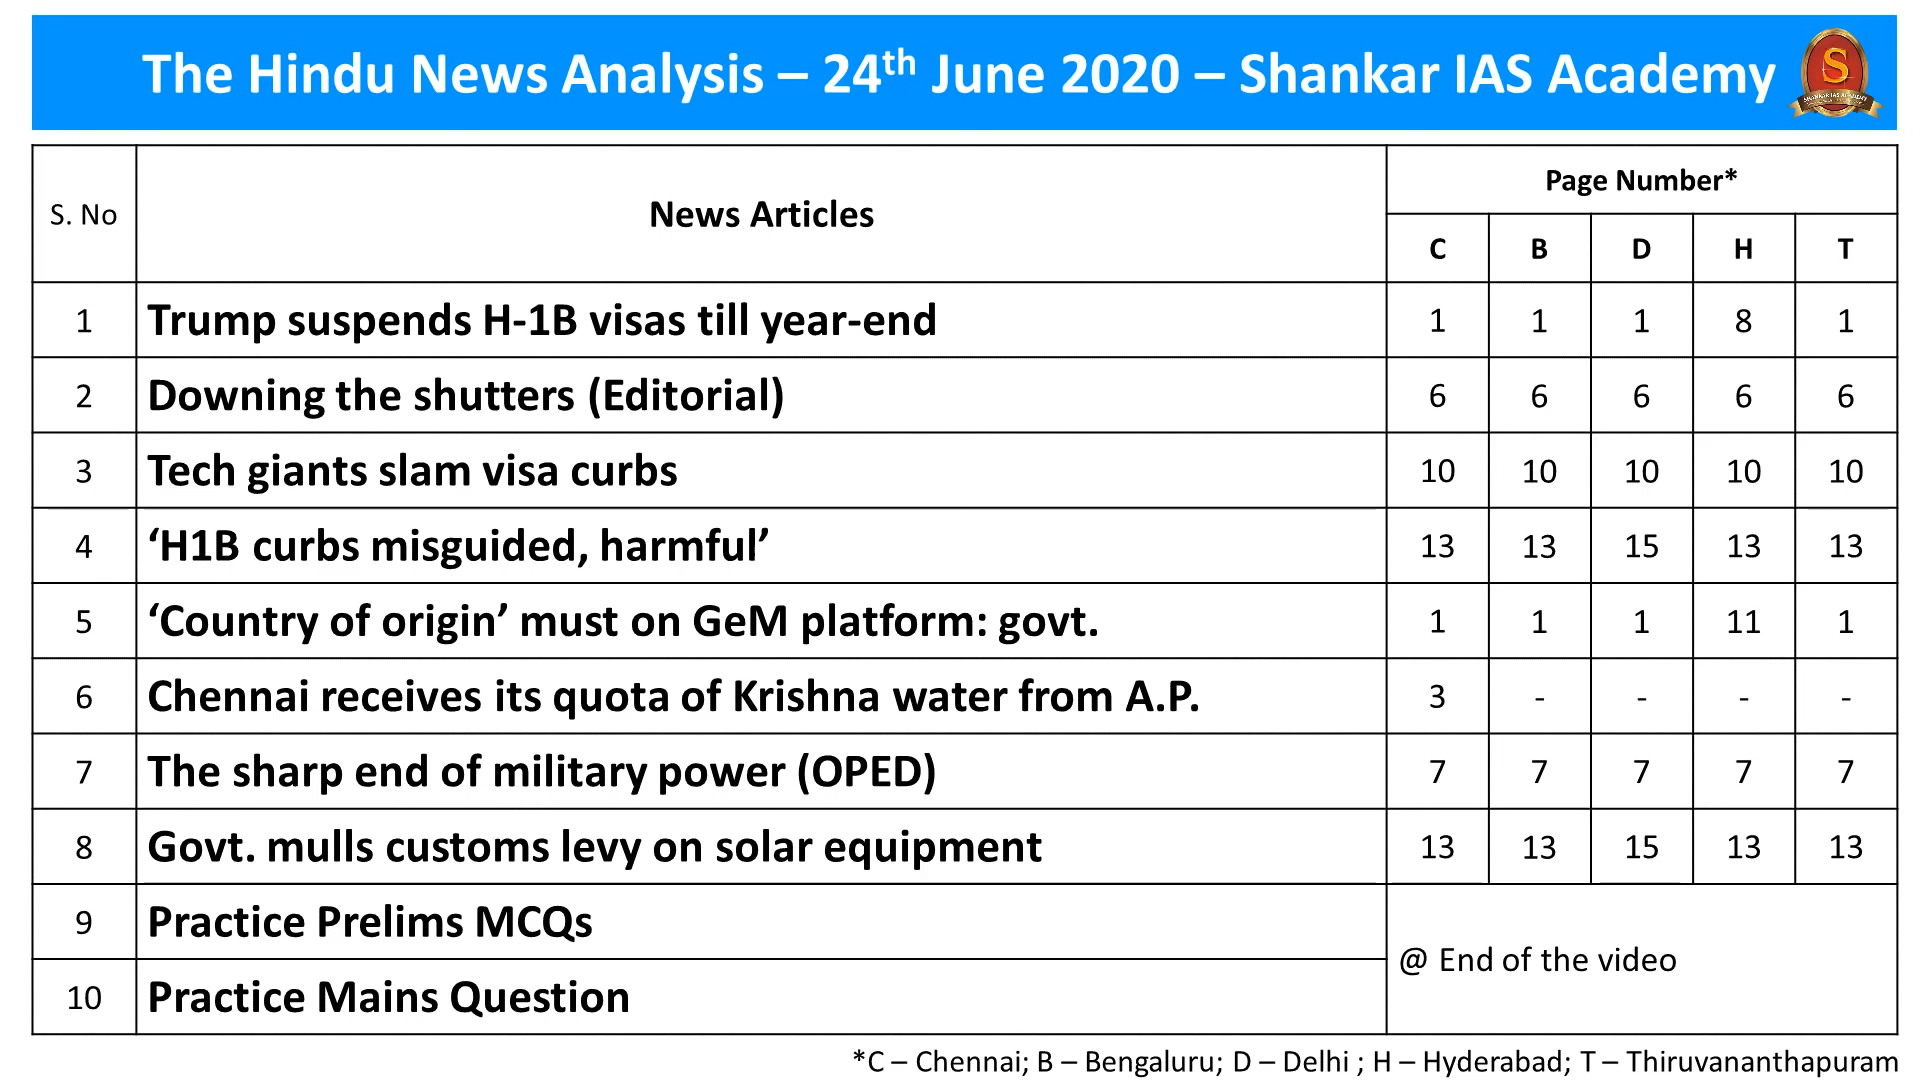 The Hindu News Analysis – 24th June 2020 – Shankar IAS Academy
S
SHANKAR IAS ACADEMY
S. No News Articles Page Number*
C B D H T
1 Trump suspends H-1B visas till year-end 1 1 1 8 1
2 Downing the shutters (Editorial) 6 6 6 6 6
3 Tech giants slam visa curbs 10 10 10 10 10
4 ‘H1B curbs misguided, harmful’ 13 13 15 13 13
5 ‘Country of origin’ must on GeM platform: govt. 1 1 1 11 1
6 Chennai receives its quota of Krishna water from A.P. 3 - - - -
7 The sharp end of military power (OPED) 7 7 7 7 7
8 Govt. mulls customs levy on solar equipment 13 13 15 13 13
9 Practice Prelims MCQs
@ End of the video
10 Practice Mains Question
*C – Chennai; B – Bengaluru; D – Delhi ; H – Hyderabad; T – Thiruvananthapuram